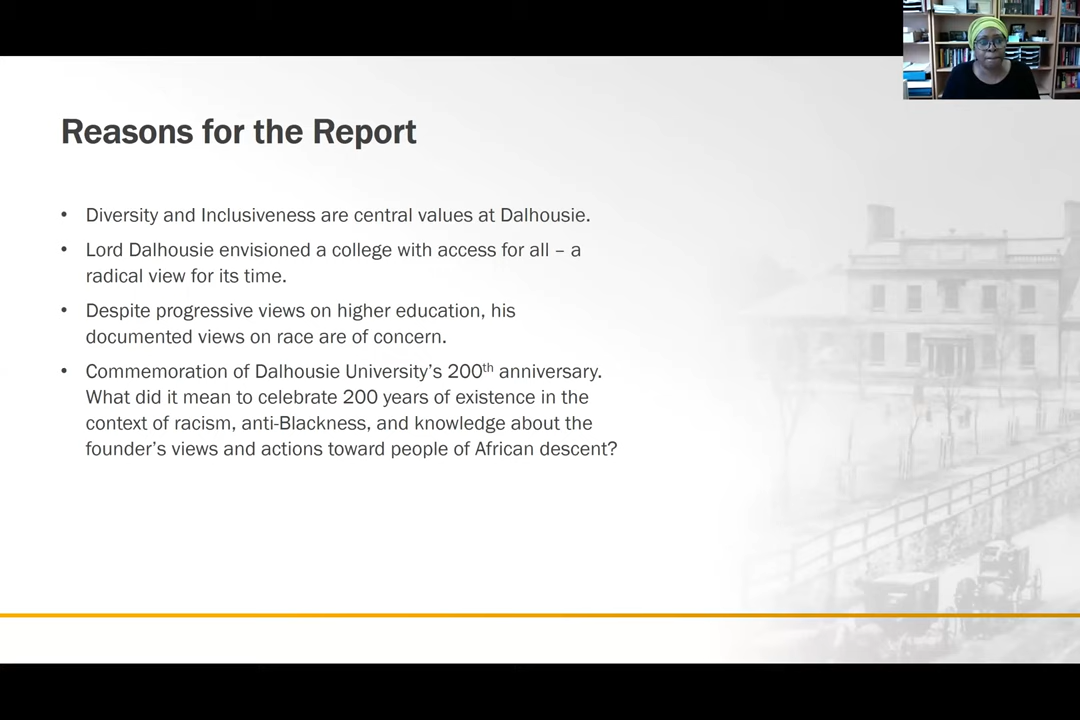 Reasons for the Report
• Diversity and Inclusiveness are central values at Dalhousie.
• Lord Dalhousie envisioned a college with access for all – a
radical view for its time.
• Despite progressive views on higher education, his
documented views on race are of concern.
• Commemoration of Dalhousie University’s 200th anniversary.
What did it mean to celebrate 200 years of existence in the
context of racism, anti-Blackness, and knowledge about the
founder’s views and actions toward people of African descent?